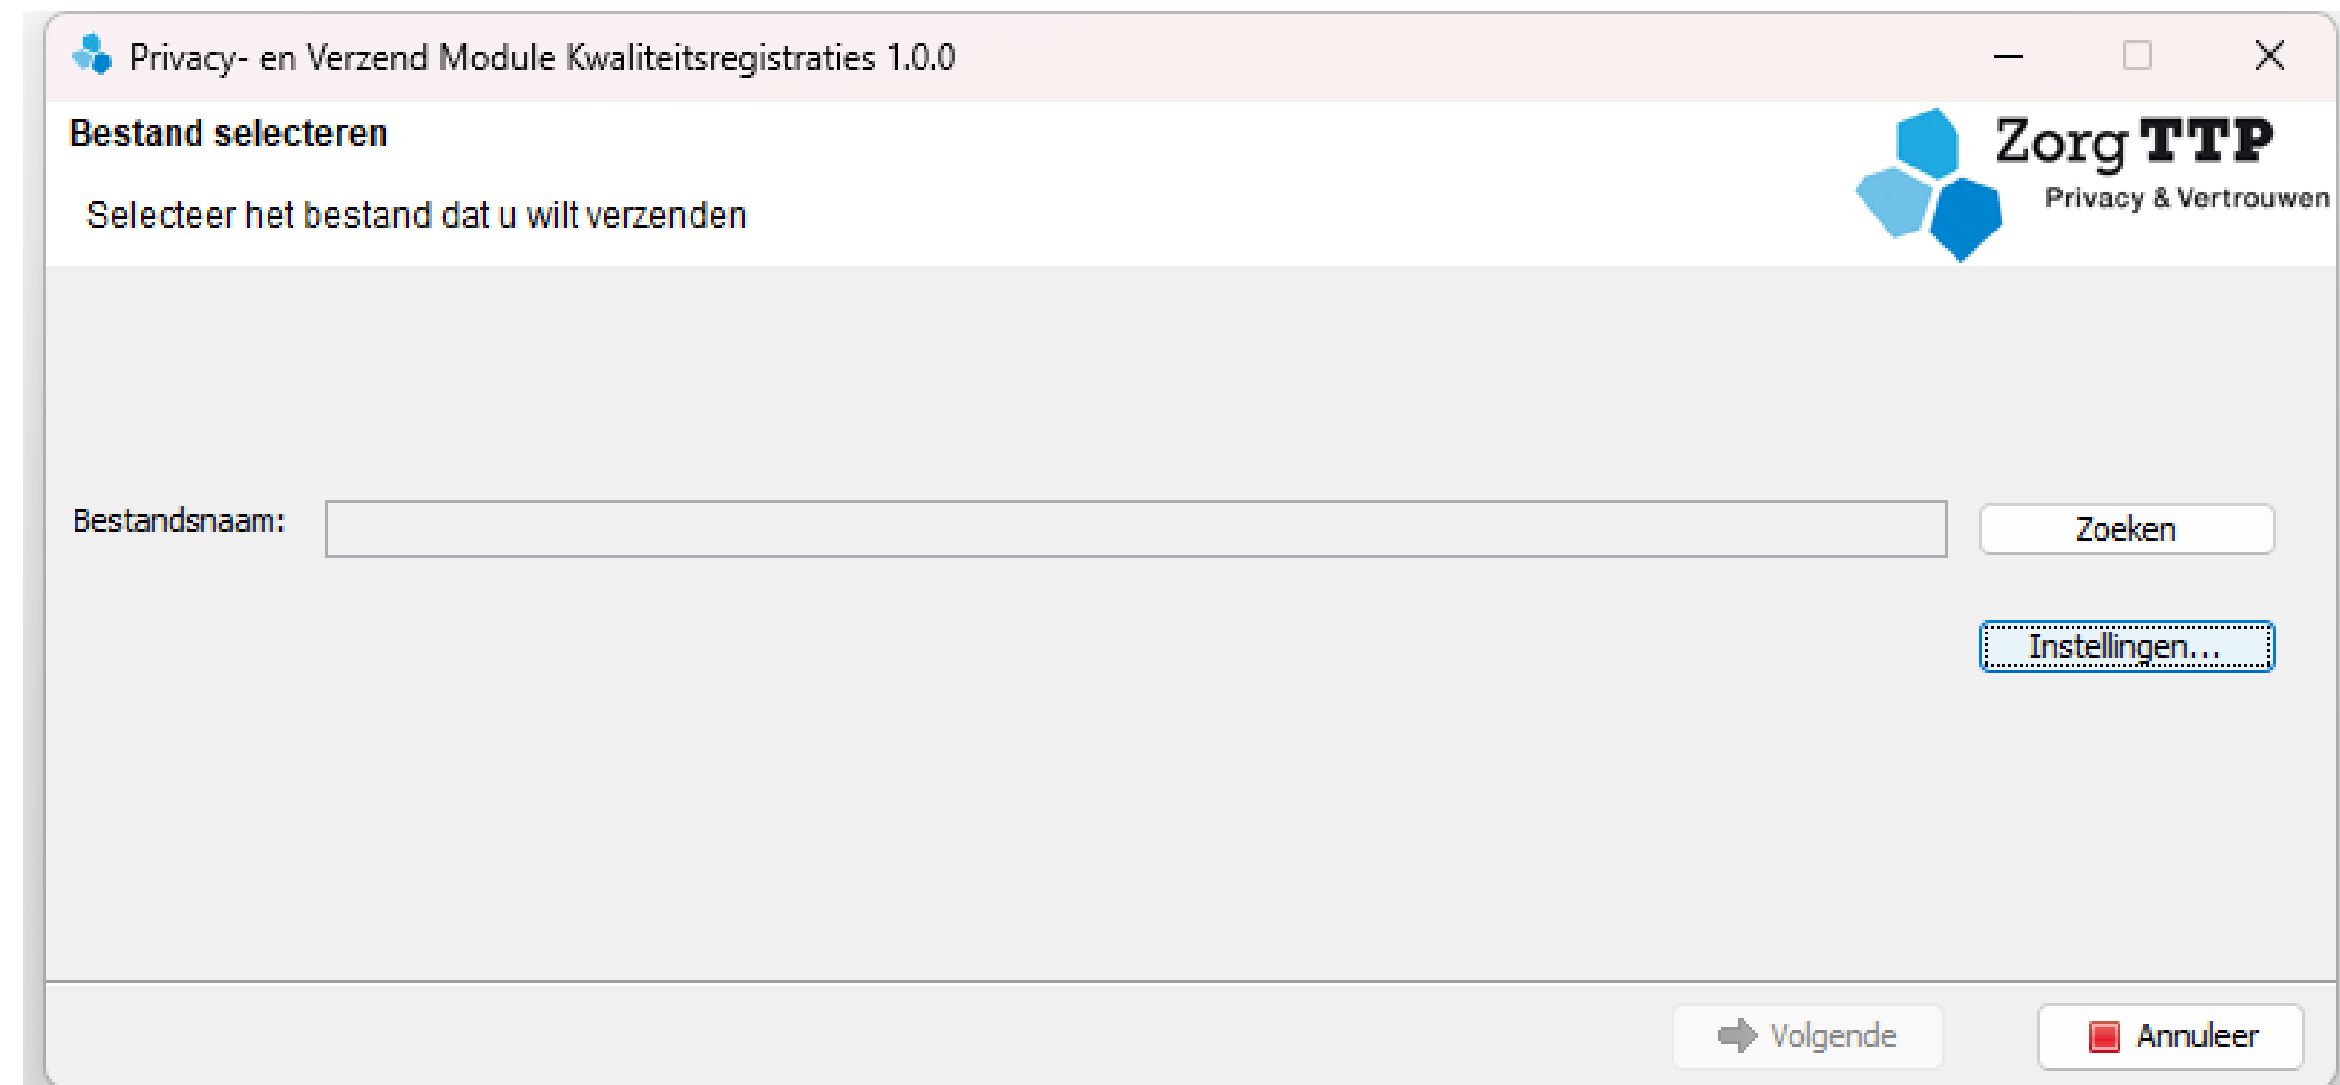 Privacy- en Verzend Module Kwaliteitsregistraties 1.0.0
Bestand selecteren
Zorg TTP
Privacy & Vertrouwen
Selecteer het bestand dat u wilt verzenden
Bestandsnaam:
Zoeken
Instellingen...
Volgende
Annuleer